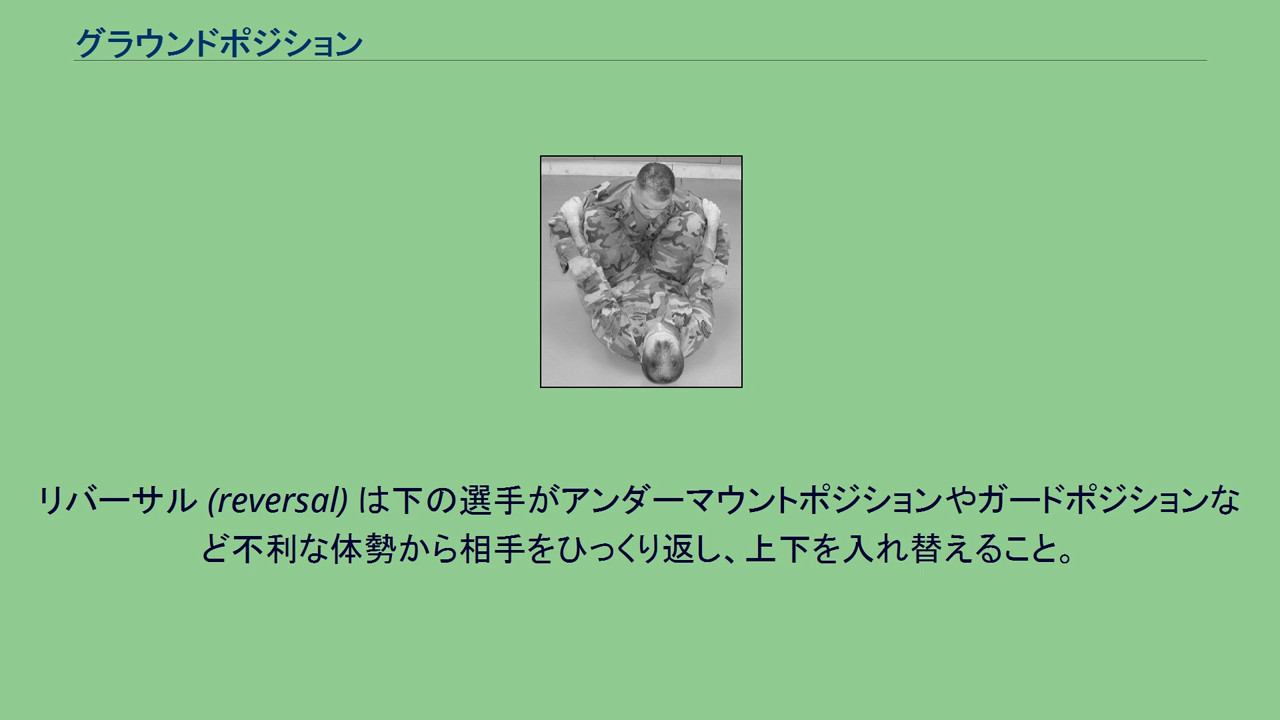 グラウンドポジション
リバーサル (reversal) は下の選手がアンダーマウントポジションやガードポジションな
ど不利な体勢から相手をひっくり返し、上下を入れ替えること。